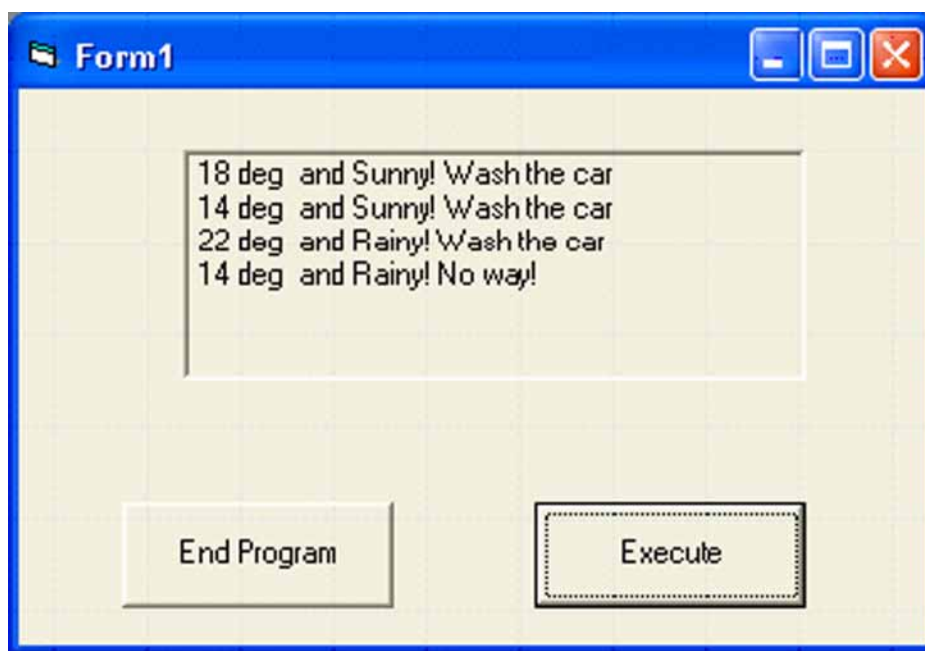 Form1
18 deg  and Sunny! Wash the car
14 deg  and Sunny! Wash the car
22 deg  and Rainy! Wash the car
14 deg  and Rainy! No way!
End Program
Execute